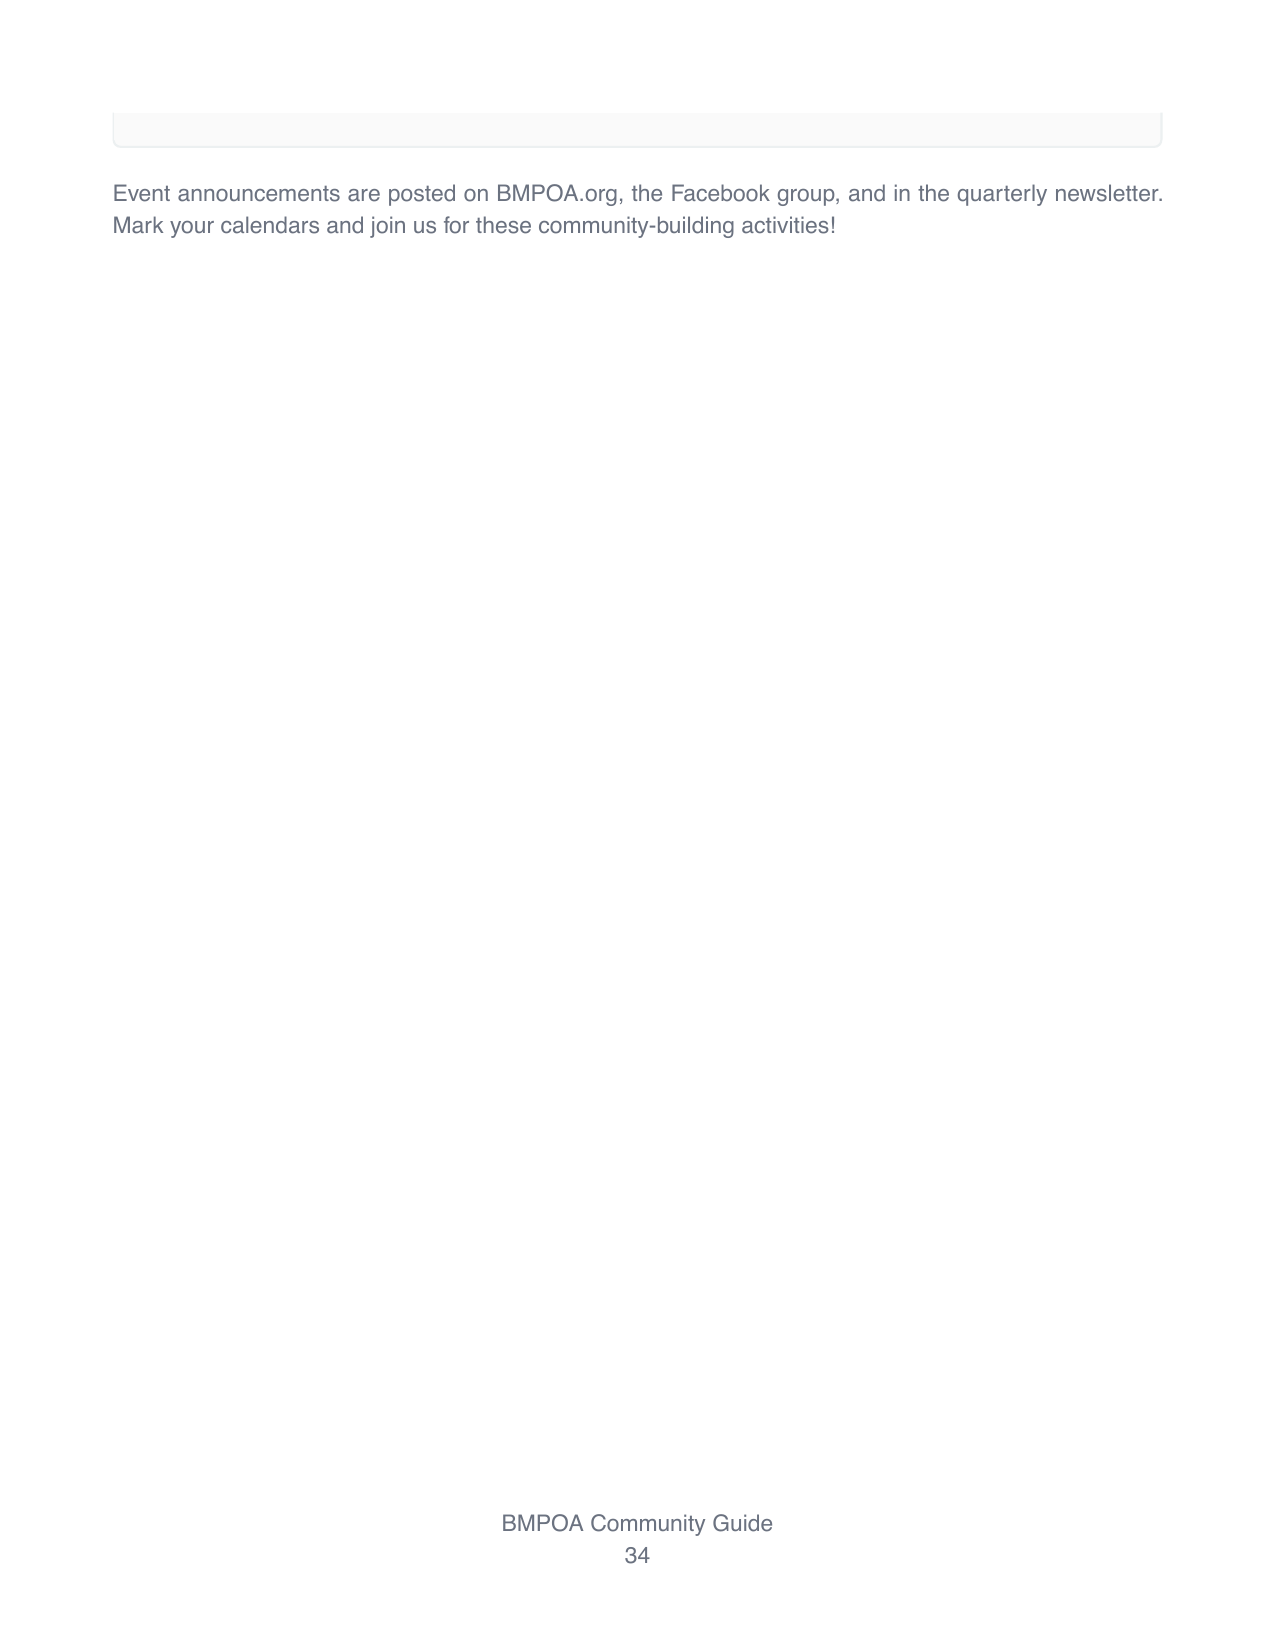 Event announcements are posted on BMPOA.org, the Facebook group, and in the quarterly newsletter.
Mark your calendars and join us for these community-building activities!
BMPOA Community Guide
34